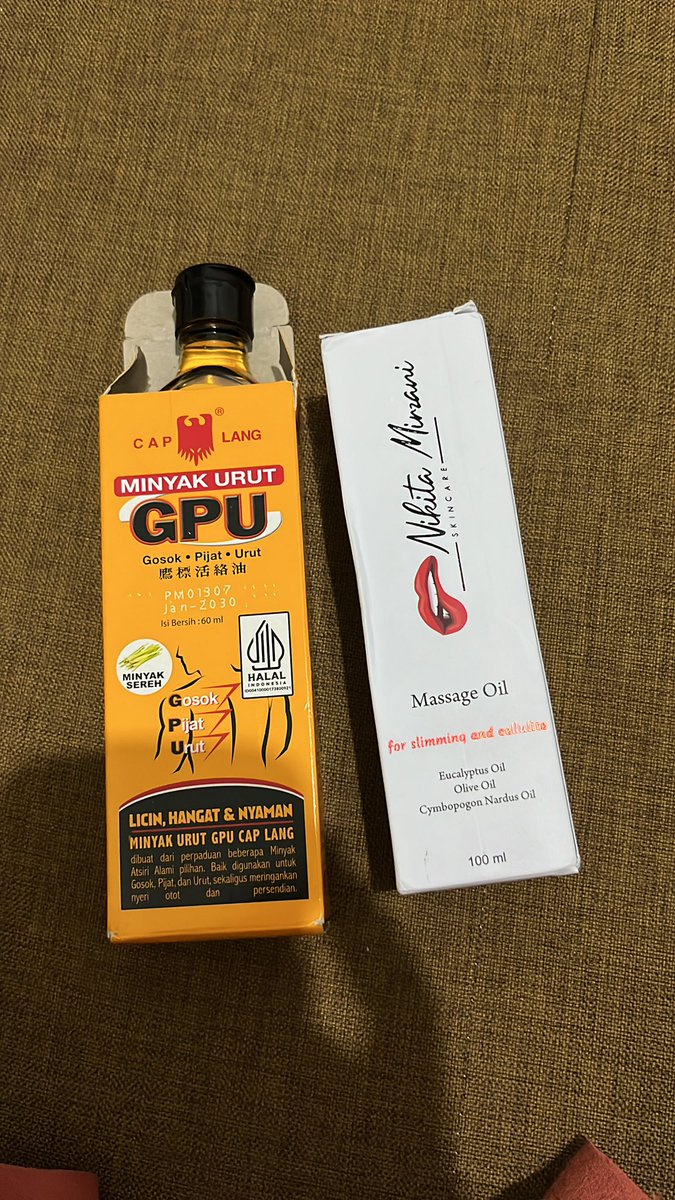 CAP LANG ®
MINYAK URUT
GPU
Gosok • Pijat • Urut
鷹標活絡油
PM01307
Jan-2030
Isi Bersih : 60 ml
MINYAK
SEREH
HALAL
INDONESIA
Gosok
Pijat
Urut
LICIN, HANGAT & NYAMAN
MINYAK URUT GPU CAP LANG
dibuat dari perpaduan beberapa Minyak
Atsiri Alami pilihan. Baik digunakan untuk
Gosok, Pijat, dan Urut, sekaligus meringankan
nyeri otot dan persendian.
Nikita Mirzani
SKINCARE
Massage Oil
for slimming and cellulite
Eucalyptus Oil
Olive Oil
Cymbopogon Nardus Oil
100 ml